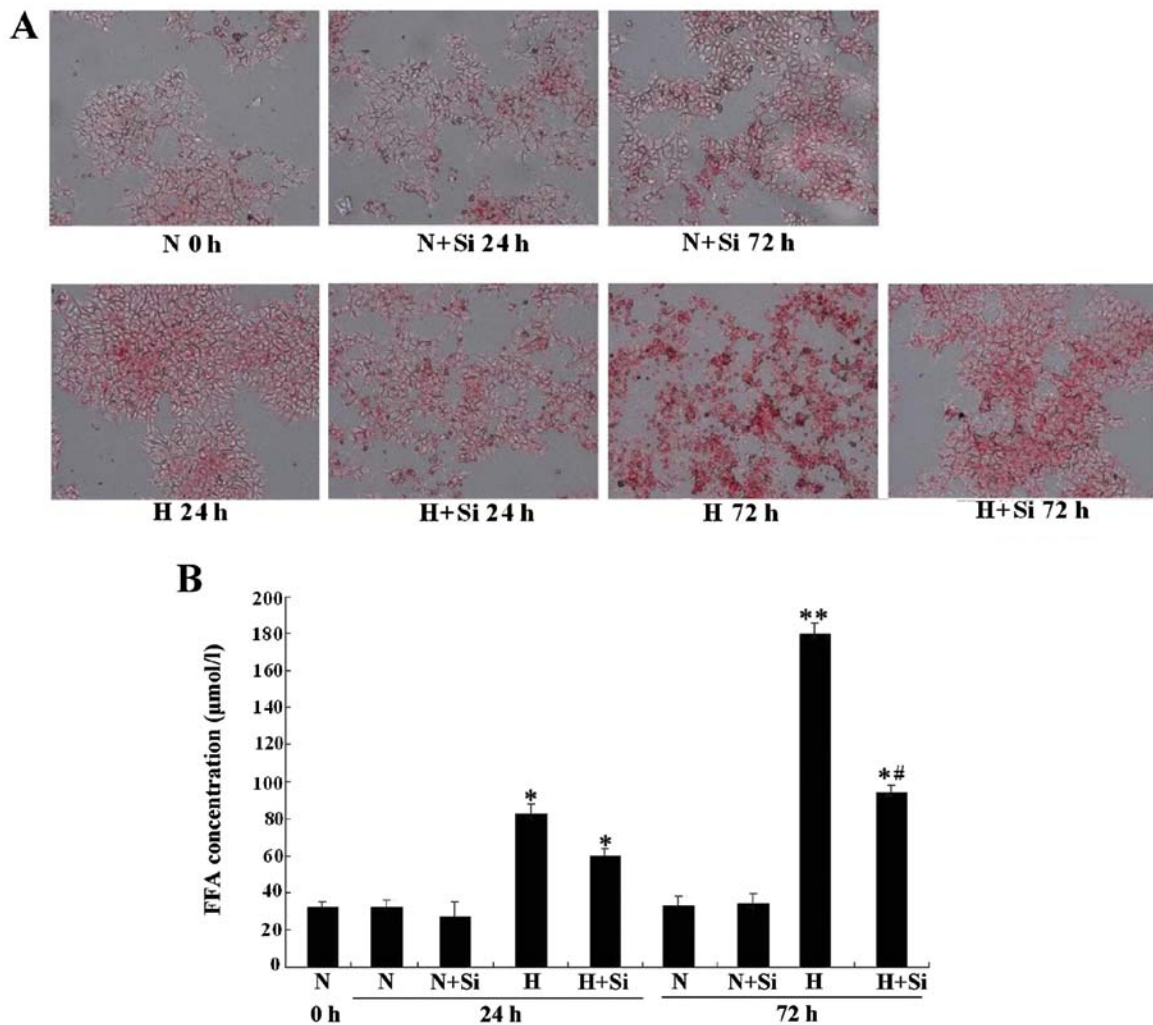 A
N 0 h
N+Si 24 h
N+Si 72 h
H 24 h
H+Si 24 h
H 72 h
H+Si 72 h
B
FFA concentration (µmol/l)
200
180
160
140
120
100
80
60
40
20
0
*
*
**
*#
N N N+Si H H+Si N N+Si H H+Si
0 h 24 h 72 h